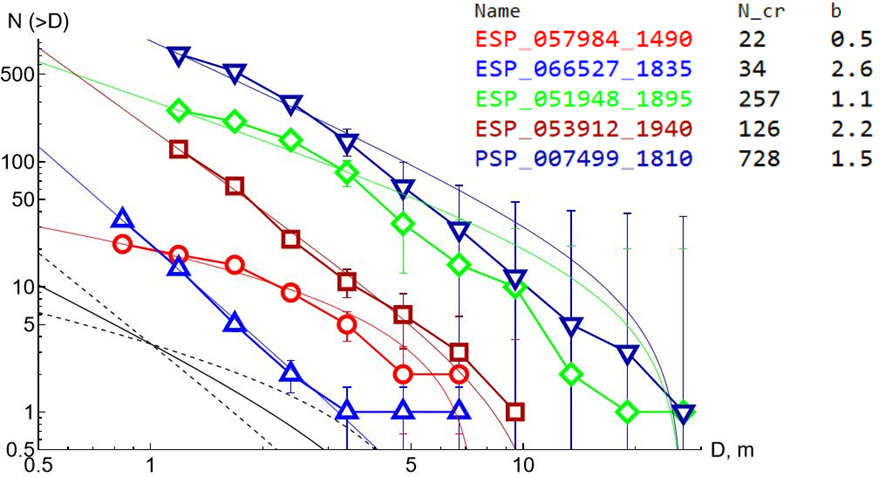 N (>D)
Name N_cr b
ESP_057984_1490 22 0.5
ESP_066527_1835 34 2.6
ESP_051948_1895 257 1.1
ESP_053912_1940 126 2.2
PSP_007499_1810 728 1.5
500
100
50
10
5
1
0.5
0.5 1 5 10 D, m